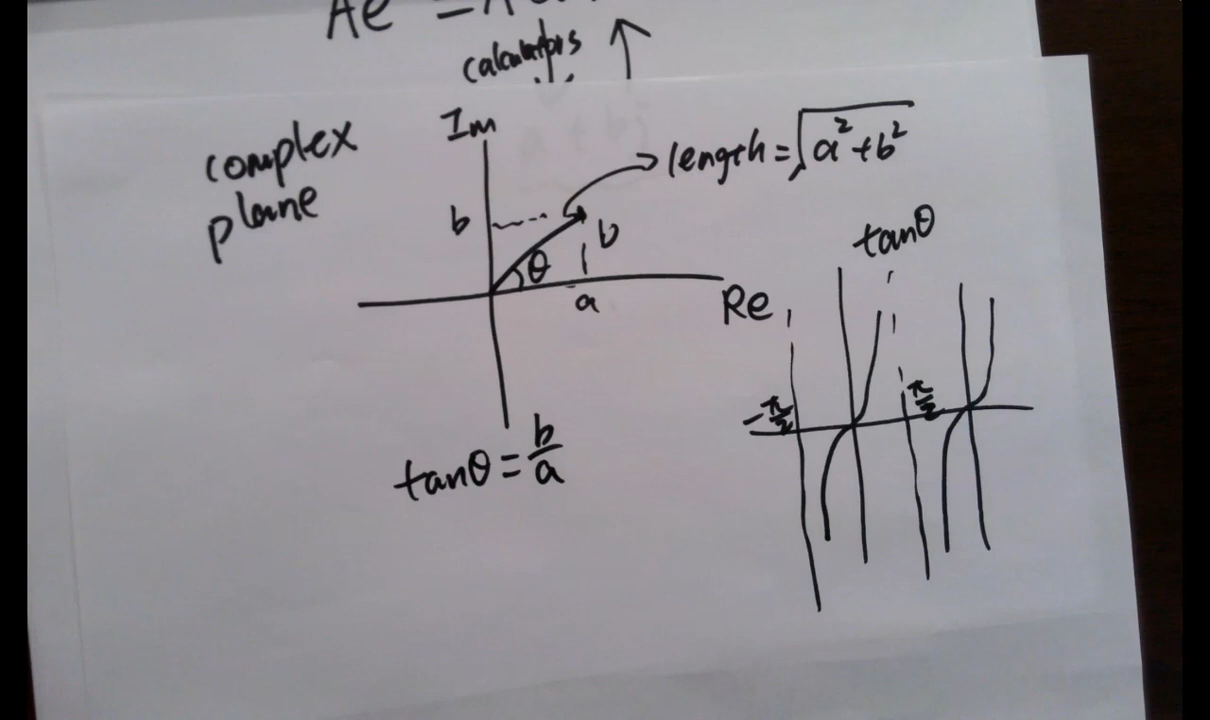 calculators
complex
plane
Im
length = √a²+b²
b
b
θ
a
Re
tanθ = b/a
tanθ
-π/2
π/2